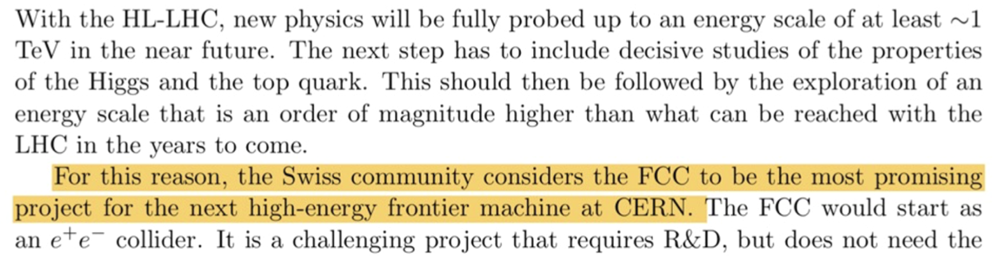 With the HL-LHC, new physics will be fully probed up to an energy scale of at least ∼1
TeV in the near future. The next step has to include decisive studies of the properties
of the Higgs and the top quark. This should then be followed by the exploration of an
energy scale that is an order of magnitude higher than what can be reached with the
LHC in the years to come.
For this reason, the Swiss community considers the FCC to be the most promising
project for the next high-energy frontier machine at CERN. The FCC would start as
an e⁺e⁻ collider. It is a challenging project that requires R&D, but does not need the